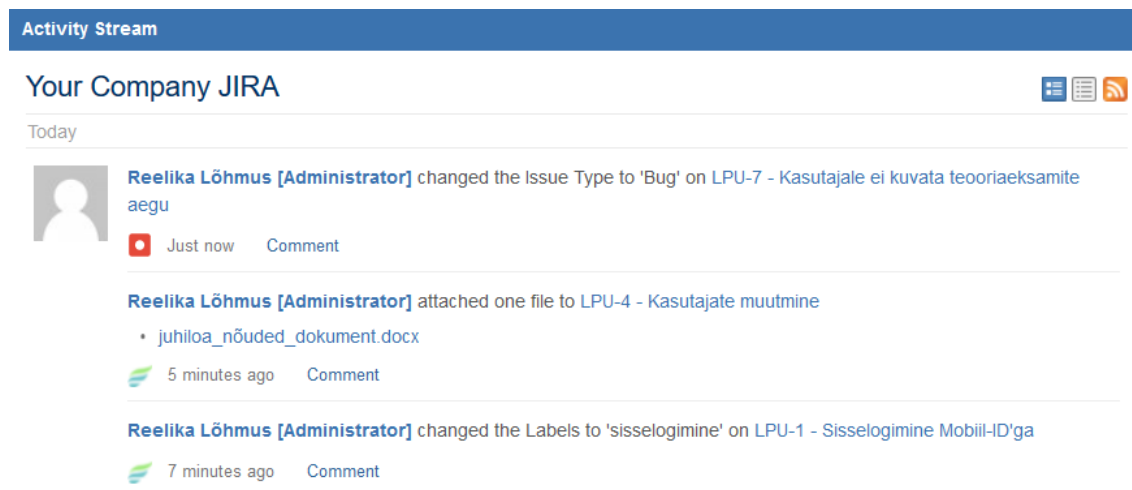 Activity Stream
Your Company JIRA
Today
Reelika Lõhmus [Administrator] changed the Issue Type to 'Bug' on LPU-7 - Kasutajale ei kuvata teooriaeksamite
aegu
Just now Comment
Reelika Lõhmus [Administrator] attached one file to LPU-4 - Kasutajate muutmine
• juhiloa_nõuded_dokument.docx
5 minutes ago Comment
Reelika Lõhmus [Administrator] changed the Labels to 'sisselogimine' on LPU-1 - Sisselogimine Mobiil-ID'ga
7 minutes ago Comment